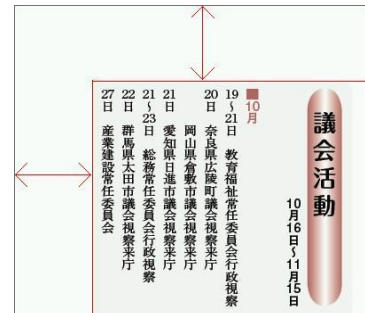 議会活動
10月16日〜11月15日
■10月
19〜21日 教育福祉常任委員会行政視察
20日 奈良県広陵町議会視察来庁
岡山県倉敷市議会視察来庁
21日 愛知県日進市議会視察来庁
21〜23日 総務常任委員会行政視察
22日 群馬県太田市議会視察来庁
27日 産業建設常任委員会